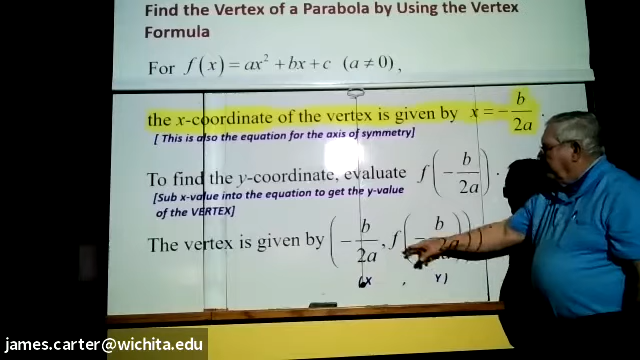 Find the Vertex of a Parabola by Using the Vertex
Formula
For f(x) = ax² + bx + c (a ≠ 0),
the x-coordinate of the vertex is given by x = -b/2a.
[ This is also the equation for the axis of symmetry]
To find the y-coordinate, evaluate f(-b/2a).
[Sub x-value into the equation to get the y-value
of the VERTEX]
The vertex is given by (-b/2a, f(-b/2a))
(X , Y)
james.carter@wichita.edu